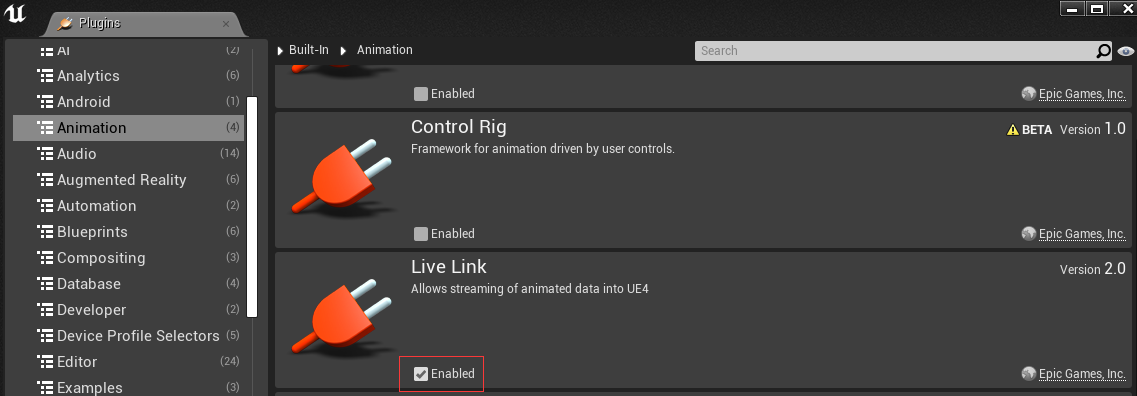 Plugins
AI (2)
Analytics (6)
Android (1)
Animation (4)
Audio (14)
Augmented Reality (6)
Automation (2)
Blueprints (6)
Compositing (3)
Database (4)
Developer (2)
Device Profile Selectors (5)
Editor (24)
Examples (3)
Built-In Animation
Search
Enabled Epic Games, Inc.
Control Rig BETA Version 1.0
Framework for animation driven by user controls.
Enabled Epic Games, Inc.
Live Link Version 2.0
Allows streaming of animated data into UE4
Enabled Epic Games, Inc.